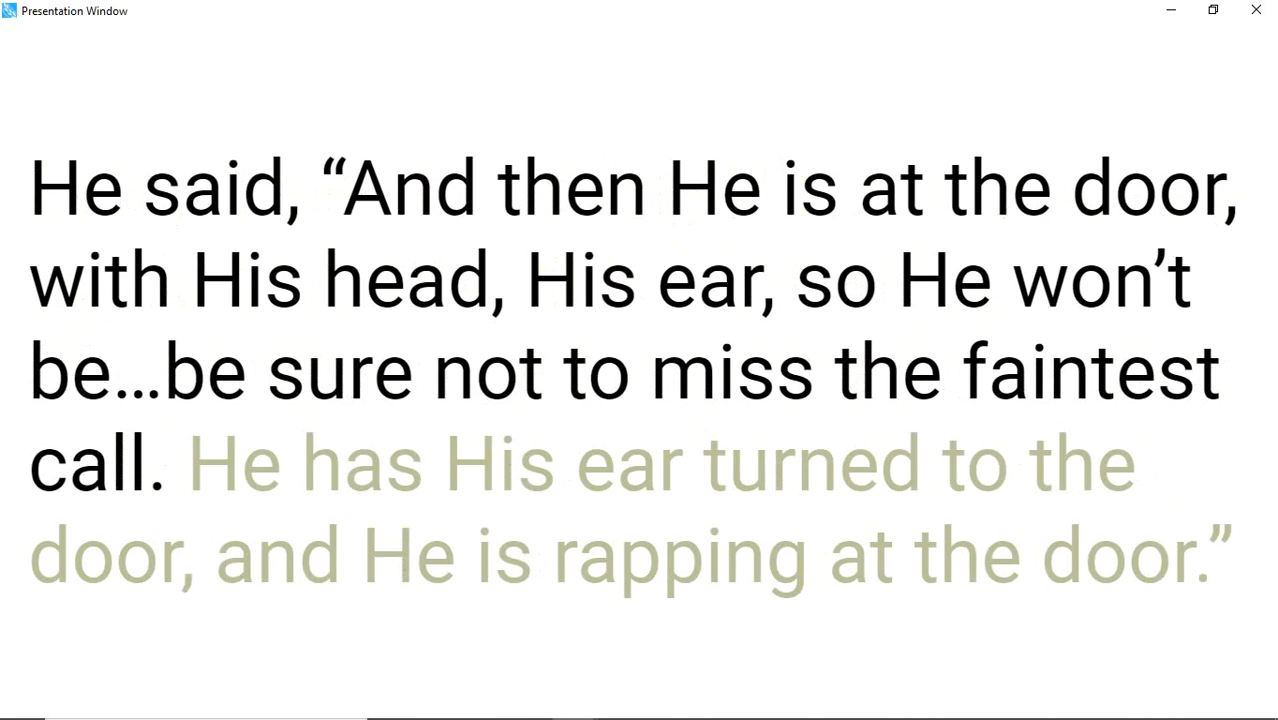 Presentation Window
He said, “And then He is at the door,
with His head, His ear, so He won’t
be…be sure not to miss the faintest
call. He has His ear turned to the
door, and He is rapping at the door.”